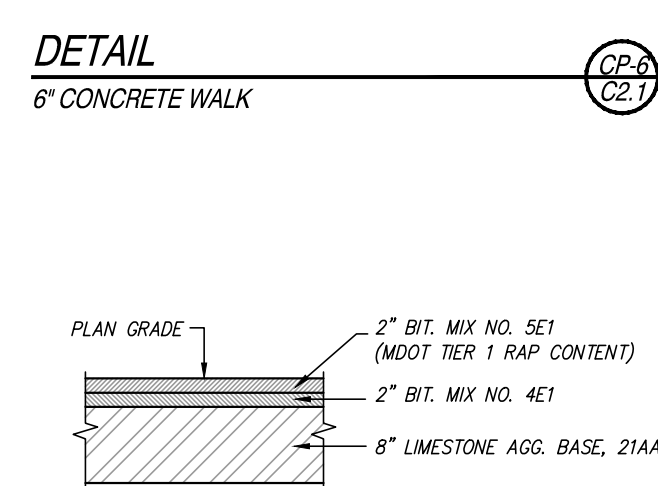 DETAIL
CP-6
6" CONCRETE WALK
C2.1
PLAN GRADE
2" BIT. MIX NO. 5E1
(MDOT TIER 1 RAP CONTENT)
2" BIT. MIX NO. 4E1
8" LIMESTONE AGG. BASE, 21AA